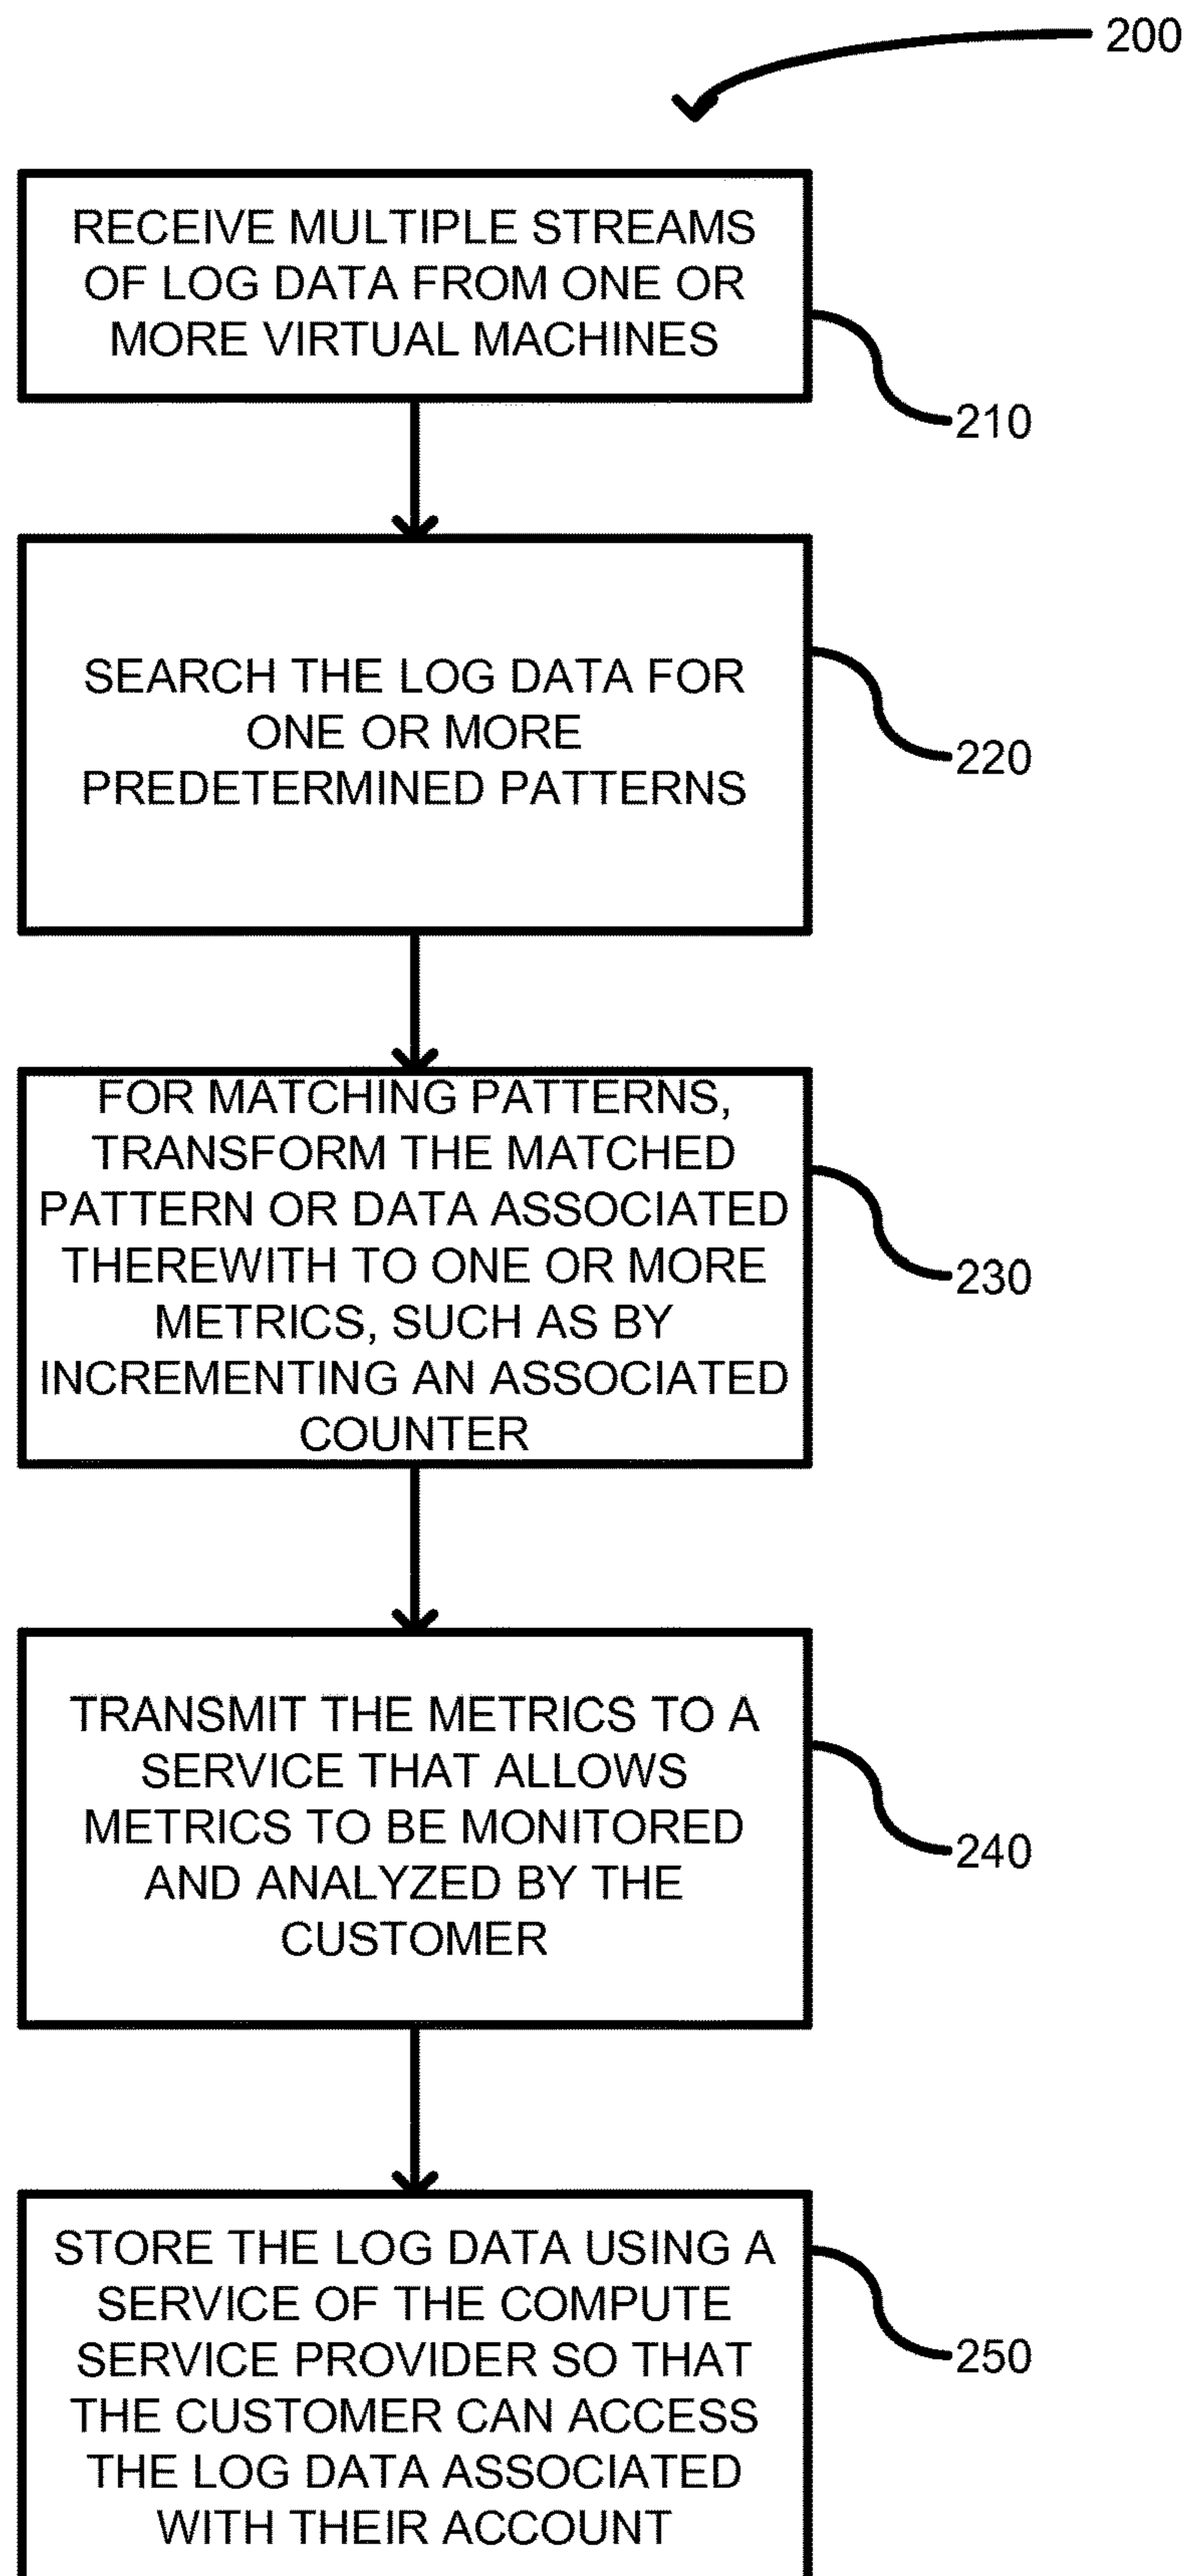 200
RECEIVE MULTIPLE STREAMS
OF LOG DATA FROM ONE OR
MORE VIRTUAL MACHINES
210
SEARCH THE LOG DATA FOR
ONE OR MORE
PREDETERMINED PATTERNS
220
FOR MATCHING PATTERNS,
TRANSFORM THE MATCHED
PATTERN OR DATA ASSOCIATED
THEREWITH TO ONE OR MORE
METRICS, SUCH AS BY
INCREMENTING AN ASSOCIATED
COUNTER
230
TRANSMIT THE METRICS TO A
SERVICE THAT ALLOWS
METRICS TO BE MONITORED
AND ANALYZED BY THE
CUSTOMER
240
STORE THE LOG DATA USING A
SERVICE OF THE COMPUTE
SERVICE PROVIDER SO THAT
THE CUSTOMER CAN ACCESS
THE LOG DATA ASSOCIATED
WITH THEIR ACCOUNT
250